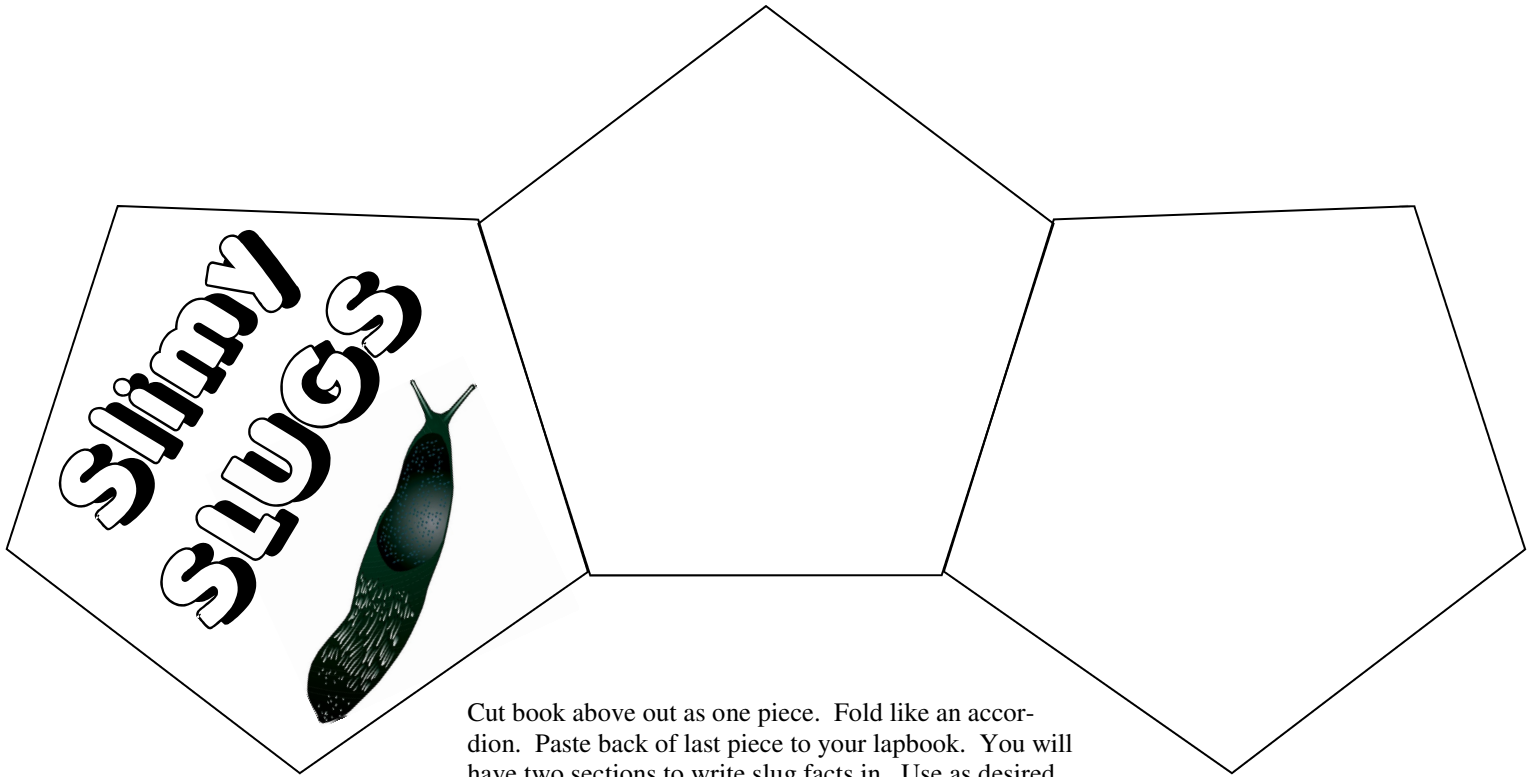 Slimy
SLUGS
Cut book above out as one piece.  Fold like an accor-
dion.  Paste back of last piece to your lapbook.  You will
have two sections to write slug facts in.  Use as desired.